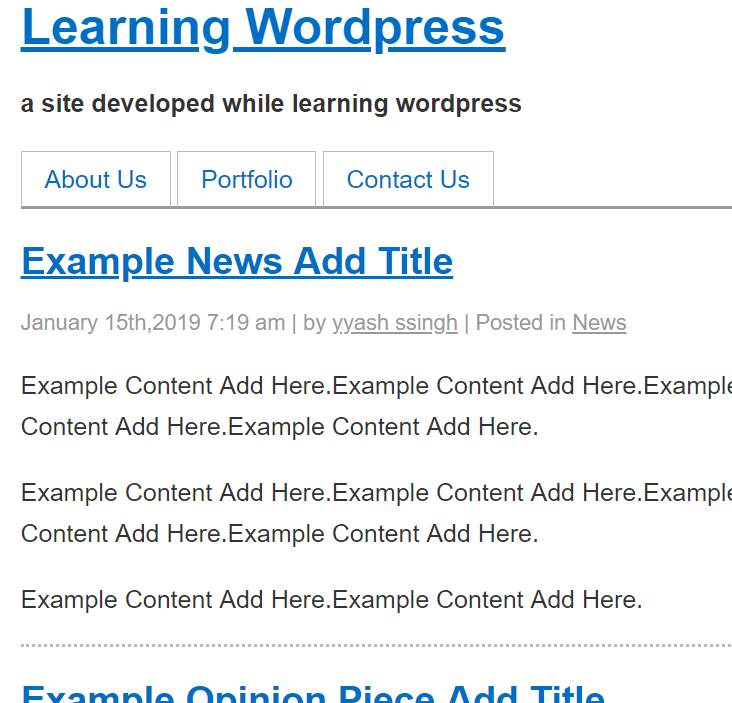 Learning Wordpress
a site developed while learning wordpress
About Us Portfolio Contact Us
Example News Add Title
January 15th,2019 7:19 am | by yyash ssingh | Posted in News
Example Content Add Here.Example Content Add Here.Example
Content Add Here.Example Content Add Here.
Example Content Add Here.Example Content Add Here.Example
Content Add Here.Example Content Add Here.
Example Content Add Here.Example Content Add Here.
Example Opinion Piece Add Title